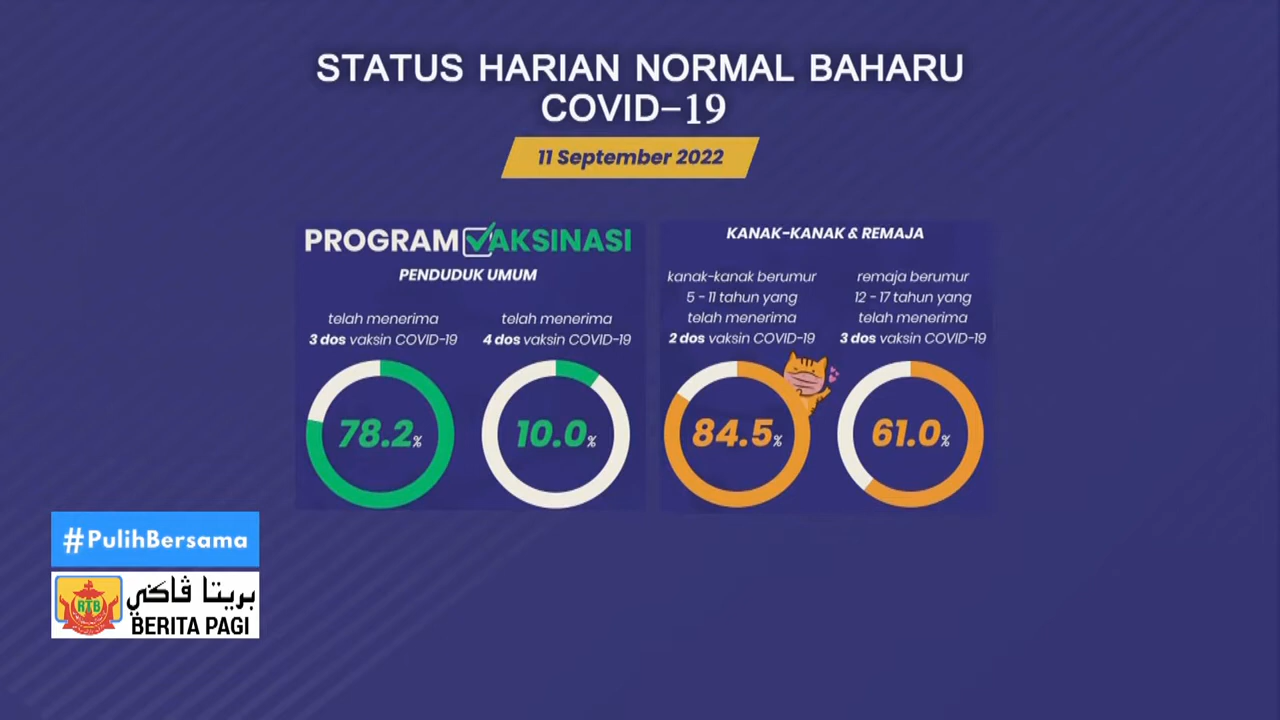 STATUS HARIAN NORMAL BAHARU
COVID-19
11 September 2022
PROGRAM VAKSINASI
PENDUDUK UMUM
telah menerima
3 dos vaksin COVID-19
78.2%
telah menerima
4 dos vaksin COVID-19
10.0%
KANAK-KANAK & REMAJA
kanak-kanak berumur
5 - 11 tahun yang
telah menerima
2 dos vaksin COVID-19
84.5%
remaja berumur
12 - 17 tahun yang
telah menerima
3 dos vaksin COVID-19
61.0%
#PulihBersama
RTB
بريتا ڤاݢي
BERITA PAGI